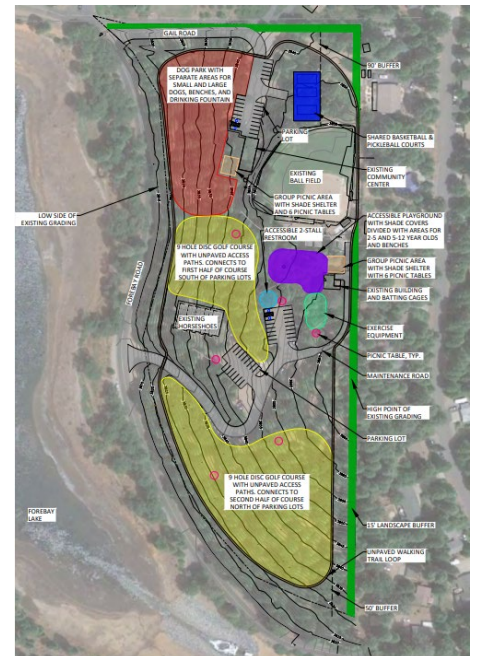 GAIL ROAD
DOG PARK WITH
SEPARATE AREAS FOR
SMALL AND LARGE
DOGS, BENCHES, AND
DRINKING FOUNTAIN
90' BUFFER
PARKING
LOT
SHARED BASKETBALL &
PICKLEBALL COURTS
EXISTING
BALL FIELD
EXISTING
COMMUNITY
CENTER
GROUP PICNIC AREA
WITH SHADE SHELTER
AND 6 PICNIC TABLES
LOW SIDE OF
EXISTING GRADING
ACCESSIBLE PLAYGROUND
WITH SHADE COVERS
DIVIDED WITH AREAS FOR
2-5 AND 5-12 YEAR OLDS
AND BENCHES
ACCESSIBLE 2-STALL
RESTROOM
9 HOLE DISC GOLF COURSE
WITH UNPAVED ACCESS
PATHS. CONNECTS TO
FIRST HALF OF COURSE
SOUTH OF PARKING LOTS
GROUP PICNIC AREA
WITH SHADE SHELTER
WITH 6 PICNIC TABLES
FOREBAY ROAD
EXISTING BUILDING
AND BATTING CAGES
EXISTING
HORSESHOES
EXERCISE
EQUIPMENT
PICNIC TABLE, TYP.
MAINTENANCE ROAD
HIGH POINT OF
EXISTING GRADING
PARKING LOT
9 HOLE DISC GOLF COURSE
WITH UNPAVED ACCESS
PATHS. CONNECTS TO
SECOND HALF OF COURSE
NORTH OF PARKING LOTS
FOREBAY
LAKE
15' LANDSCAPE BUFFER
UNPAVED WALKING
TRAIL LOOP
50' BUFFER